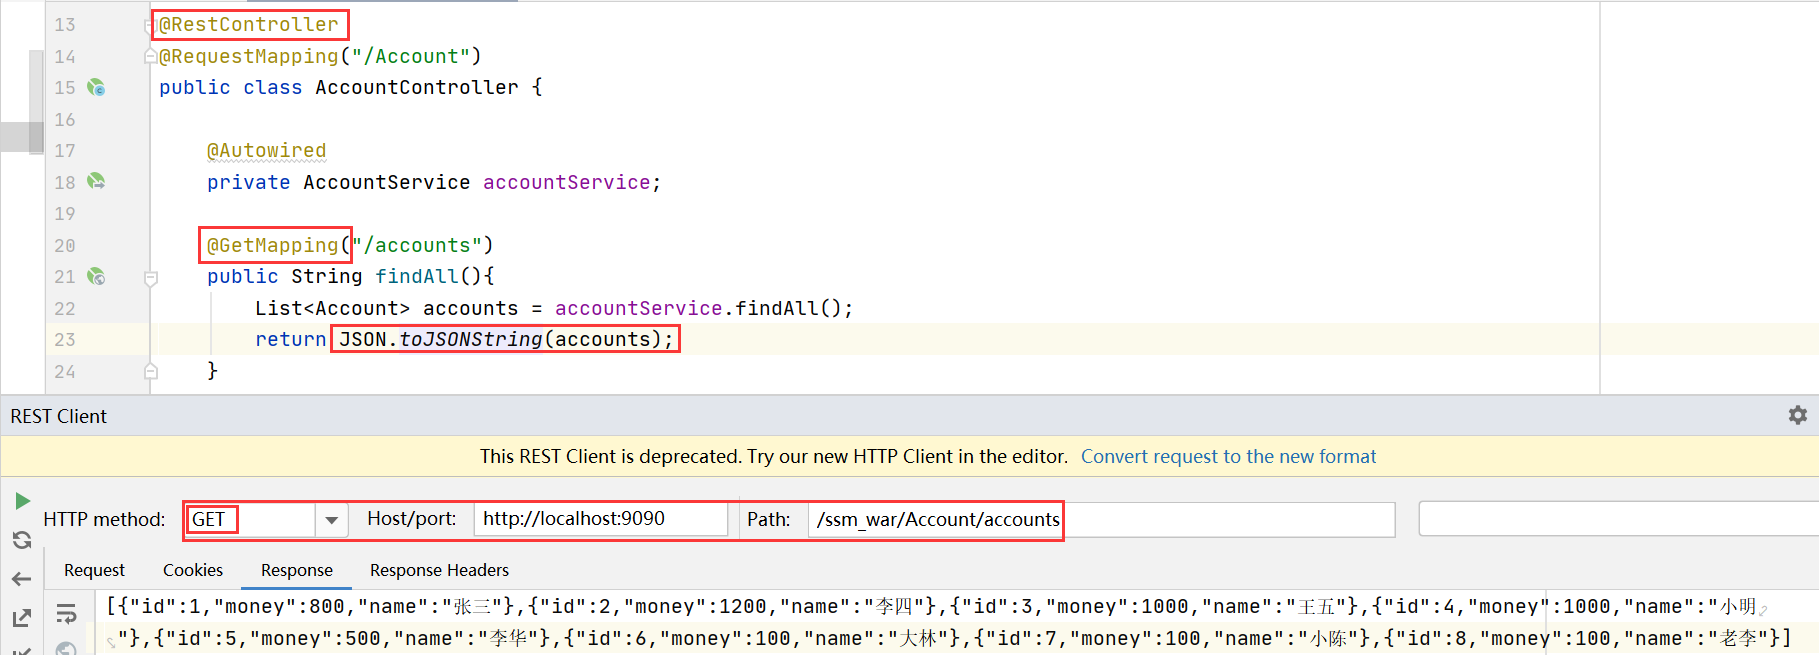 13 @RestController
14 @RequestMapping("/Account")
15 public class AccountController {
16
17 @Autowired
18 private AccountService accountService;
19
20 @GetMapping("/accounts")
21 public String findAll(){
22 List<Account> accounts = accountService.findAll();
23 return JSON.toJSONString(accounts);
24 }
REST Client
This REST Client is deprecated. Try our new HTTP Client in the editor. Convert request to the new format
HTTP method: GET Host/port: http://localhost:9090 Path: /ssm_war/Account/accounts
Request Cookies Response Response Headers
[{"id":1,"money":800,"name":"张三"},{"id":2,"money":1200,"name":"李四"},{"id":3,"money":1000,"name":"王五"},{"id":4,"money":1000,"name":"小明
"},{"id":5,"money":500,"name":"李华"},{"id":6,"money":100,"name":"大林"},{"id":7,"money":100,"name":"小陈"},{"id":8,"money":100,"name":"老李"}]